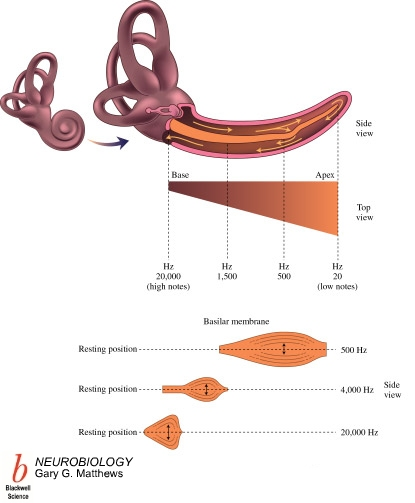 Side
view
Base
Apex
Top
view
Hz
20,000
(high notes)
Hz
1,500
Hz
500
Hz
20
(low notes)
Basilar membrane
Resting position
500 Hz
Resting position
4,000 Hz
Side
view
Resting position
20,000 Hz
b
Blackwell
Science
NEUROBIOLOGY
Gary G. Matthews